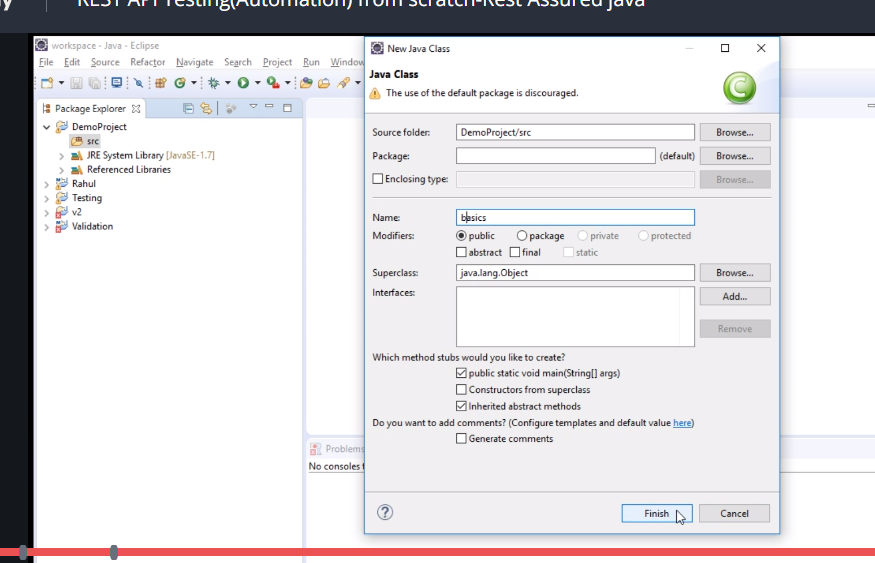 REST API Testing(Automation) from scratch-Rest Assured java
workspace - Java - Eclipse
File Edit Source Refactor Navigate Search Project Run Window
Package Explorer
DemoProject
src
JRE System Library [JavaSE-1.7]
Referenced Libraries
Rahul
Testing
v2
Validation
Problems
No consoles
New Java Class
Java Class
The use of the default package is discouraged.
Source folder: DemoProject/src Browse...
Package: (default) Browse...
Enclosing type: Browse...
Name: basics
Modifiers: public package private protected
abstract final static
Superclass: java.lang.Object Browse...
Interfaces: Add...
Remove
Which method stubs would you like to create?
public static void main(String[] args)
Constructors from superclass
Inherited abstract methods
Do you want to add comments? (Configure templates and default value here)
Generate comments
? Finish Cancel